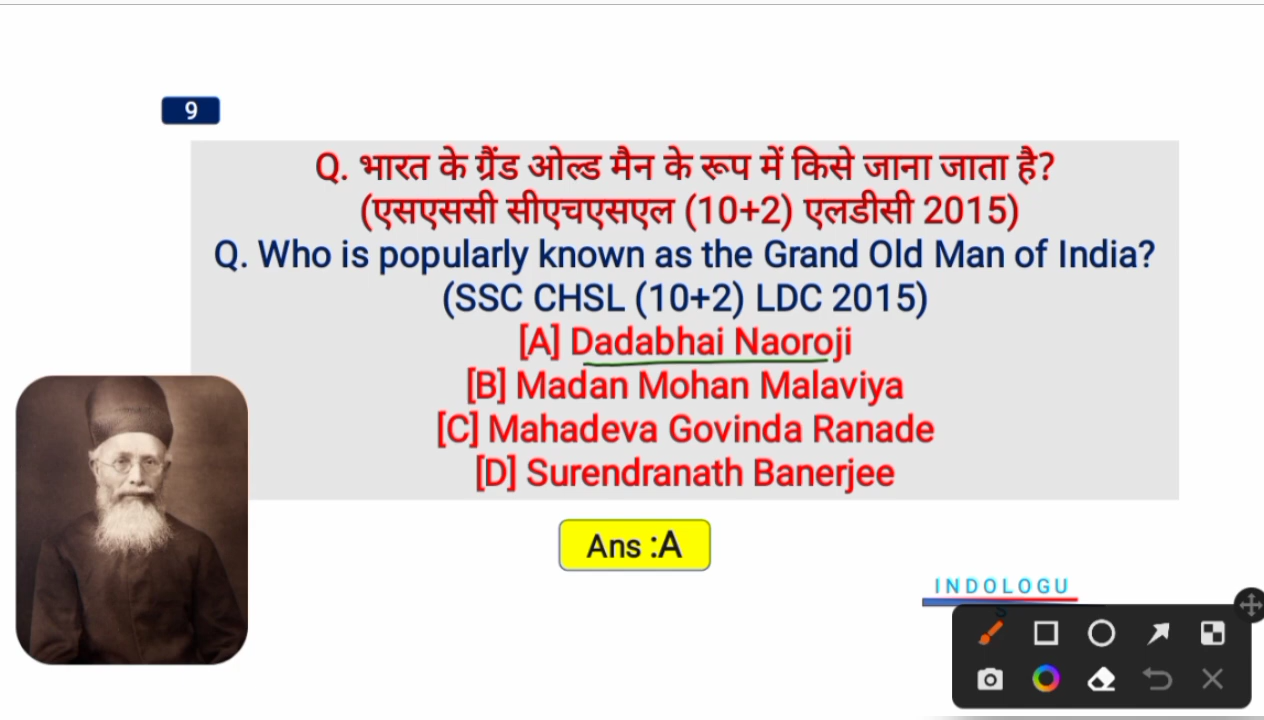 9
Q. भारत के ग्रैंड ओल्ड मैन के रूप में किसे जाना जाता है?
(एसएससी सीएचएसएल (10+2) एलडीसी 2015)
Q. Who is popularly known as the Grand Old Man of India?
(SSC CHSL (10+2) LDC 2015)
[A] Dadabhai Naoroji
[B] Madan Mohan Malaviya
[C] Mahadeva Govinda Ranade
[D] Surendranath Banerjee
Ans :A
INDOLOGU